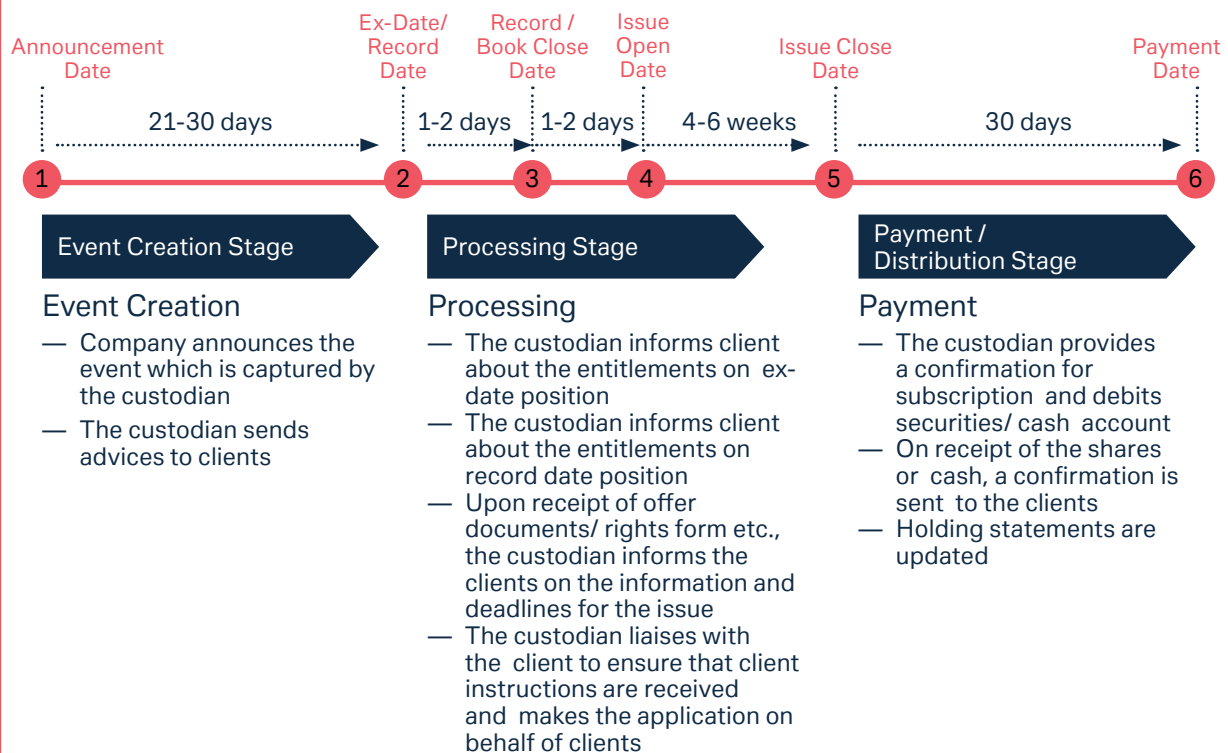 Announcement
Date
Ex-Date/
Record
Date
Record /
Book Close
Date
Issue
Open
Date
Issue Close
Date
Payment
Date
21-30 days
1-2 days
1-2 days
4-6 weeks
30 days
1
2
3
4
5
6
Event Creation Stage
Event Creation
— Company announces the
event which is captured by
the custodian
— The custodian sends
advices to clients
Processing Stage
Processing
— The custodian informs client
about the entitlements on ex-
date position
— The custodian informs client
about the entitlements on
record date position
— Upon receipt of offer
documents/ rights form etc.,
the custodian informs the
clients on the information and
deadlines for the issue
— The custodian liaises with
the client to ensure that client
instructions are received
and makes the application on
behalf of clients
Payment /
Distribution Stage
Payment
— The custodian provides
a confirmation for
subscription and debits
securities/ cash account
— On receipt of the shares
or cash, a confirmation is
sent to the clients
— Holding statements are
updated